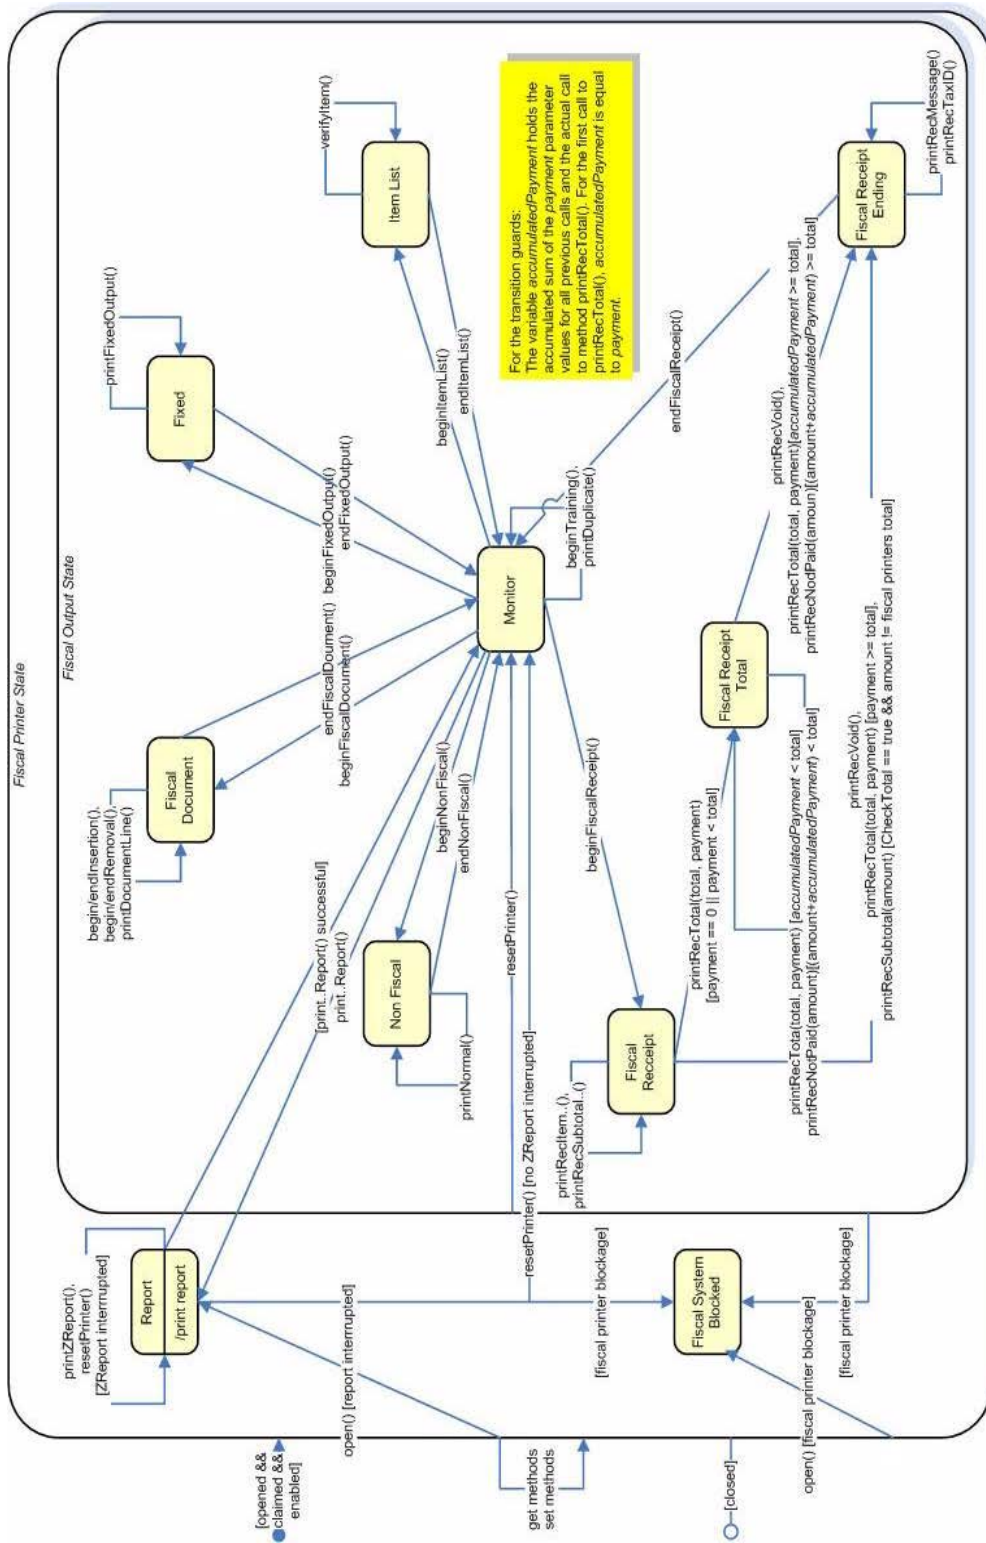 Fiscal Printer State
Fiscal Output State
[opened &&
claimed &&
enabled]
printZReport(),
resetPrinter()
[ZReport interrrupted]
Report
/print report
open() [report interrupted]
get methods
set methods
[closed]
open() [fiscal printer blockage]
[fiscal printer blockage]
Fiscal System
Blocked
[fiscal printer blockage]
resetPrinter() [no ZReport interrupted]
resetPrinter()
[print..Report() successful]
print..Report()
begin/endInsertion(),
begin/endRemoval(),
printDocumentLine()
Fiscal
Document
endFiscalDoument()
beginFiscalDocument()
Non Fiscal
printNormal()
beginNonFiscal()
endNonFiscal()
printFixedOutput()
Fixed
beginFixedOutput()
endFixedOutput()
verifyItem()
Item List
beginItemList()
endItemList()
Monitor
beginTraining(),
printDuplicate()
For the transition guards:
The variable accumulatedPayment holds the
accumulated sum of the payment parameter
values for all previous calls and the actual call
to method printRecTotal(). For the first call to
printRecTotal(), accumulatedPayment is equal
to payment.
beginFiscalReceipt()
endFiscalReceipt()
printRecItem..(),
printRecSubtotal..()
Fiscal
Recceipt
printRecTotal(total, payment)
[payment == 0 || payment < total]
Fiscal Receipt
Total
printRecTota(total, payment) [accumulatedPayment < total]
printRecNotPaid(amount)[(amount+accumulatedPayment) < total]
printRecVoid(),
printRecTotal(total, payment)[accumulatedPayment >= total],
printRecNodPaid(amoun)[(amount+accumulatedPayment) >= total]
printRecVoid(),
printRecTotal(total, payment) [payment >= total],
printRecSubtotal(amount) [CheckTotal == true && amount != fiscal printers total]
Fiscal Receipt
Ending
printRecMessage()
printRecTaxID()